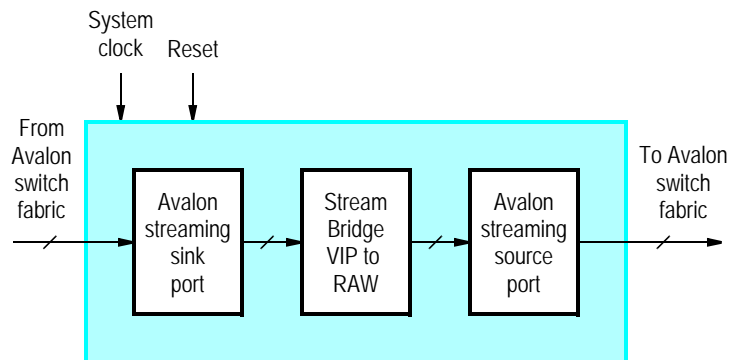 System
clock
Reset
From
Avalon
switch
fabric
Avalon
streaming
sink
port
Stream
Bridge
VIP to
RAW
Avalon
streaming
source
port
To Avalon
switch
fabric